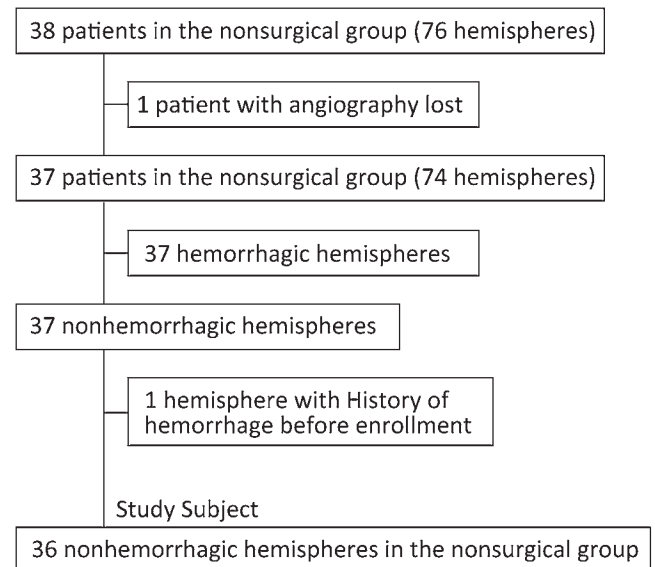 38 patients in the nonsurgical group (76 hemispheres)
1 patient with angiography lost
37 patients in the nonsurgical group (74 hemispheres)
37 hemorrhagic hemispheres
37 nonhemorrhagic hemispheres
1 hemisphere with History of
hemorrhage before enrollment
Study Subject
36 nonhemorrhagic hemispheres in the nonsurgical group